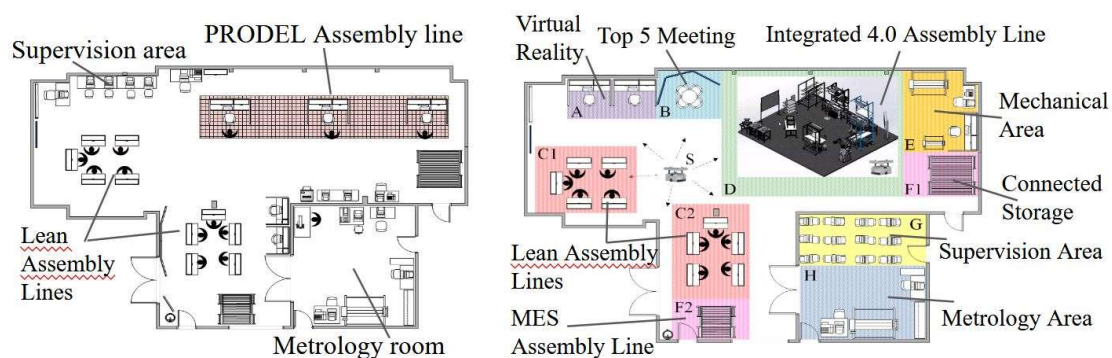 Supervision area
PRODEL Assembly line
Lean
Assembly
Lines
Metrology room
Virtual
Reality
Top 5 Meeting
Integrated 4.0 Assembly Line
Mechanical
Area
Connected
Storage
Supervision Area
Metrology Area
Lean Assembly
Lines
MES
Assembly Line
A
B
C1
S
D
E
F1
C2
G
H
F2